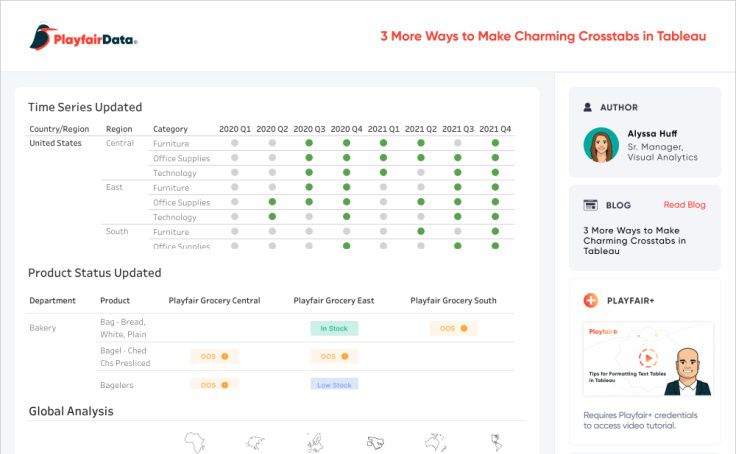 PlayfairData
3 More Ways to Make Charming Crosstabs in Tableau
Time Series Updated
Country/Region Region Category 2020 Q1 2020 Q2 2020 Q3 2020 Q4 2021 Q1 2021 Q2 2021 Q3 2021 Q4
United States Central Furniture
Office Supplies
Technology
East Furniture
Office Supplies
Technology
South Furniture
Office Supplies
Product Status Updated
Department Product Playfair Grocery Central Playfair Grocery East Playfair Grocery South
Bakery Bag - Bread, White, Plain In Stock OOS
Bagel - Ched Chs Presliced OOS OOS
Bagelers OOS Low Stock
Global Analysis
AUTHOR
Alyssa Huff
Sr. Manager,
Visual Analytics
BLOG Read Blog
3 More Ways to Make
Charming Crosstabs in
Tableau
PLAYFAIR+
Playfair+
Tips for Formatting Text Tables
in Tableau
Requires Playfair+ credentials
to access video tutorial.